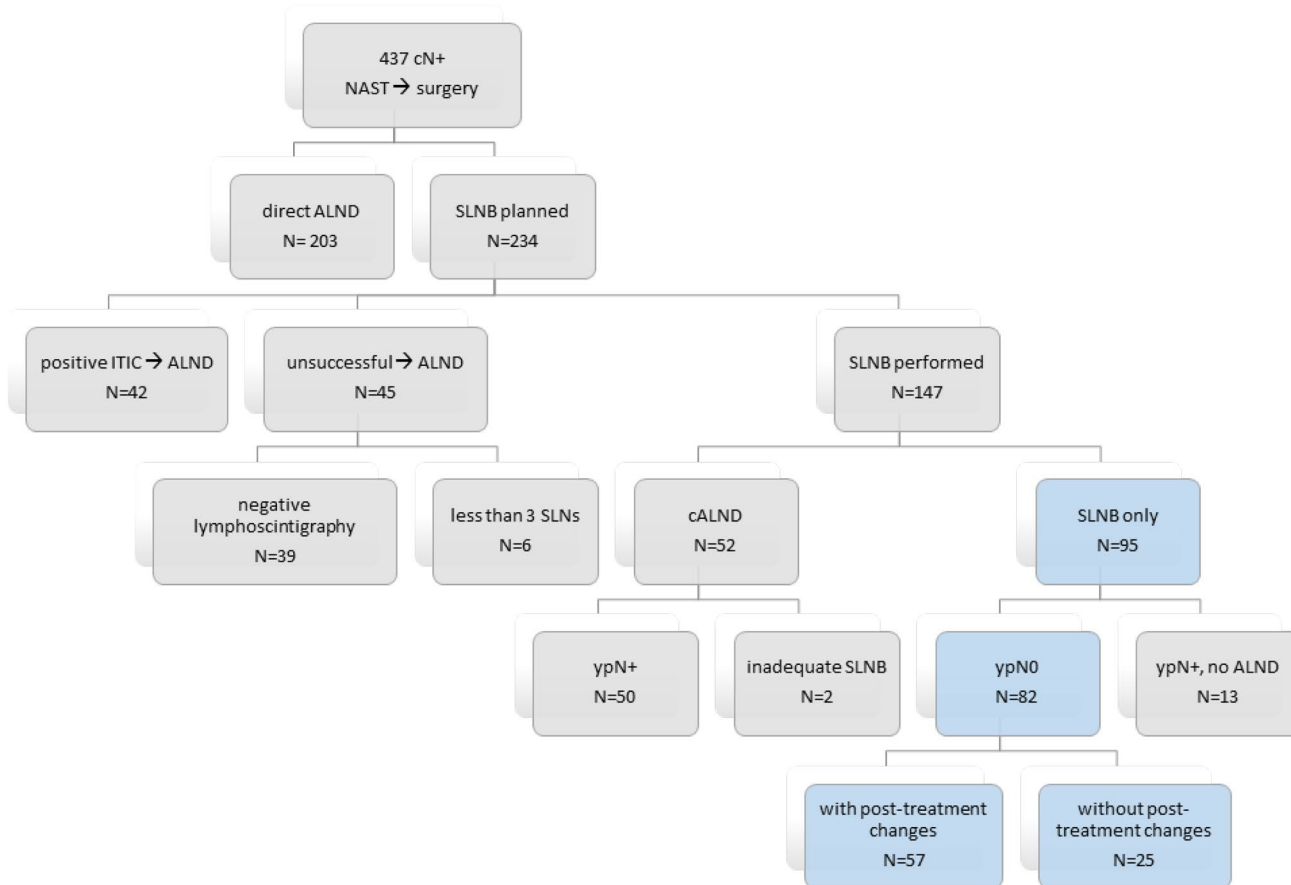 437 cN+
NAST → surgery
direct ALND
N= 203
SLNB planned
N=234
positive ITIC → ALND
N=42
unsuccessful → ALND
N=45
SLNB performed
N=147
negative
lymphoscintigraphy
N=39
less than 3 SLNs
N=6
cALND
N=52
SLNB only
N=95
ypN+
N=50
inadequate SLNB
N=2
ypN0
N=82
ypN+, no ALND
N=13
with post-treatment
changes
N=57
without post-
treatment changes
N=25